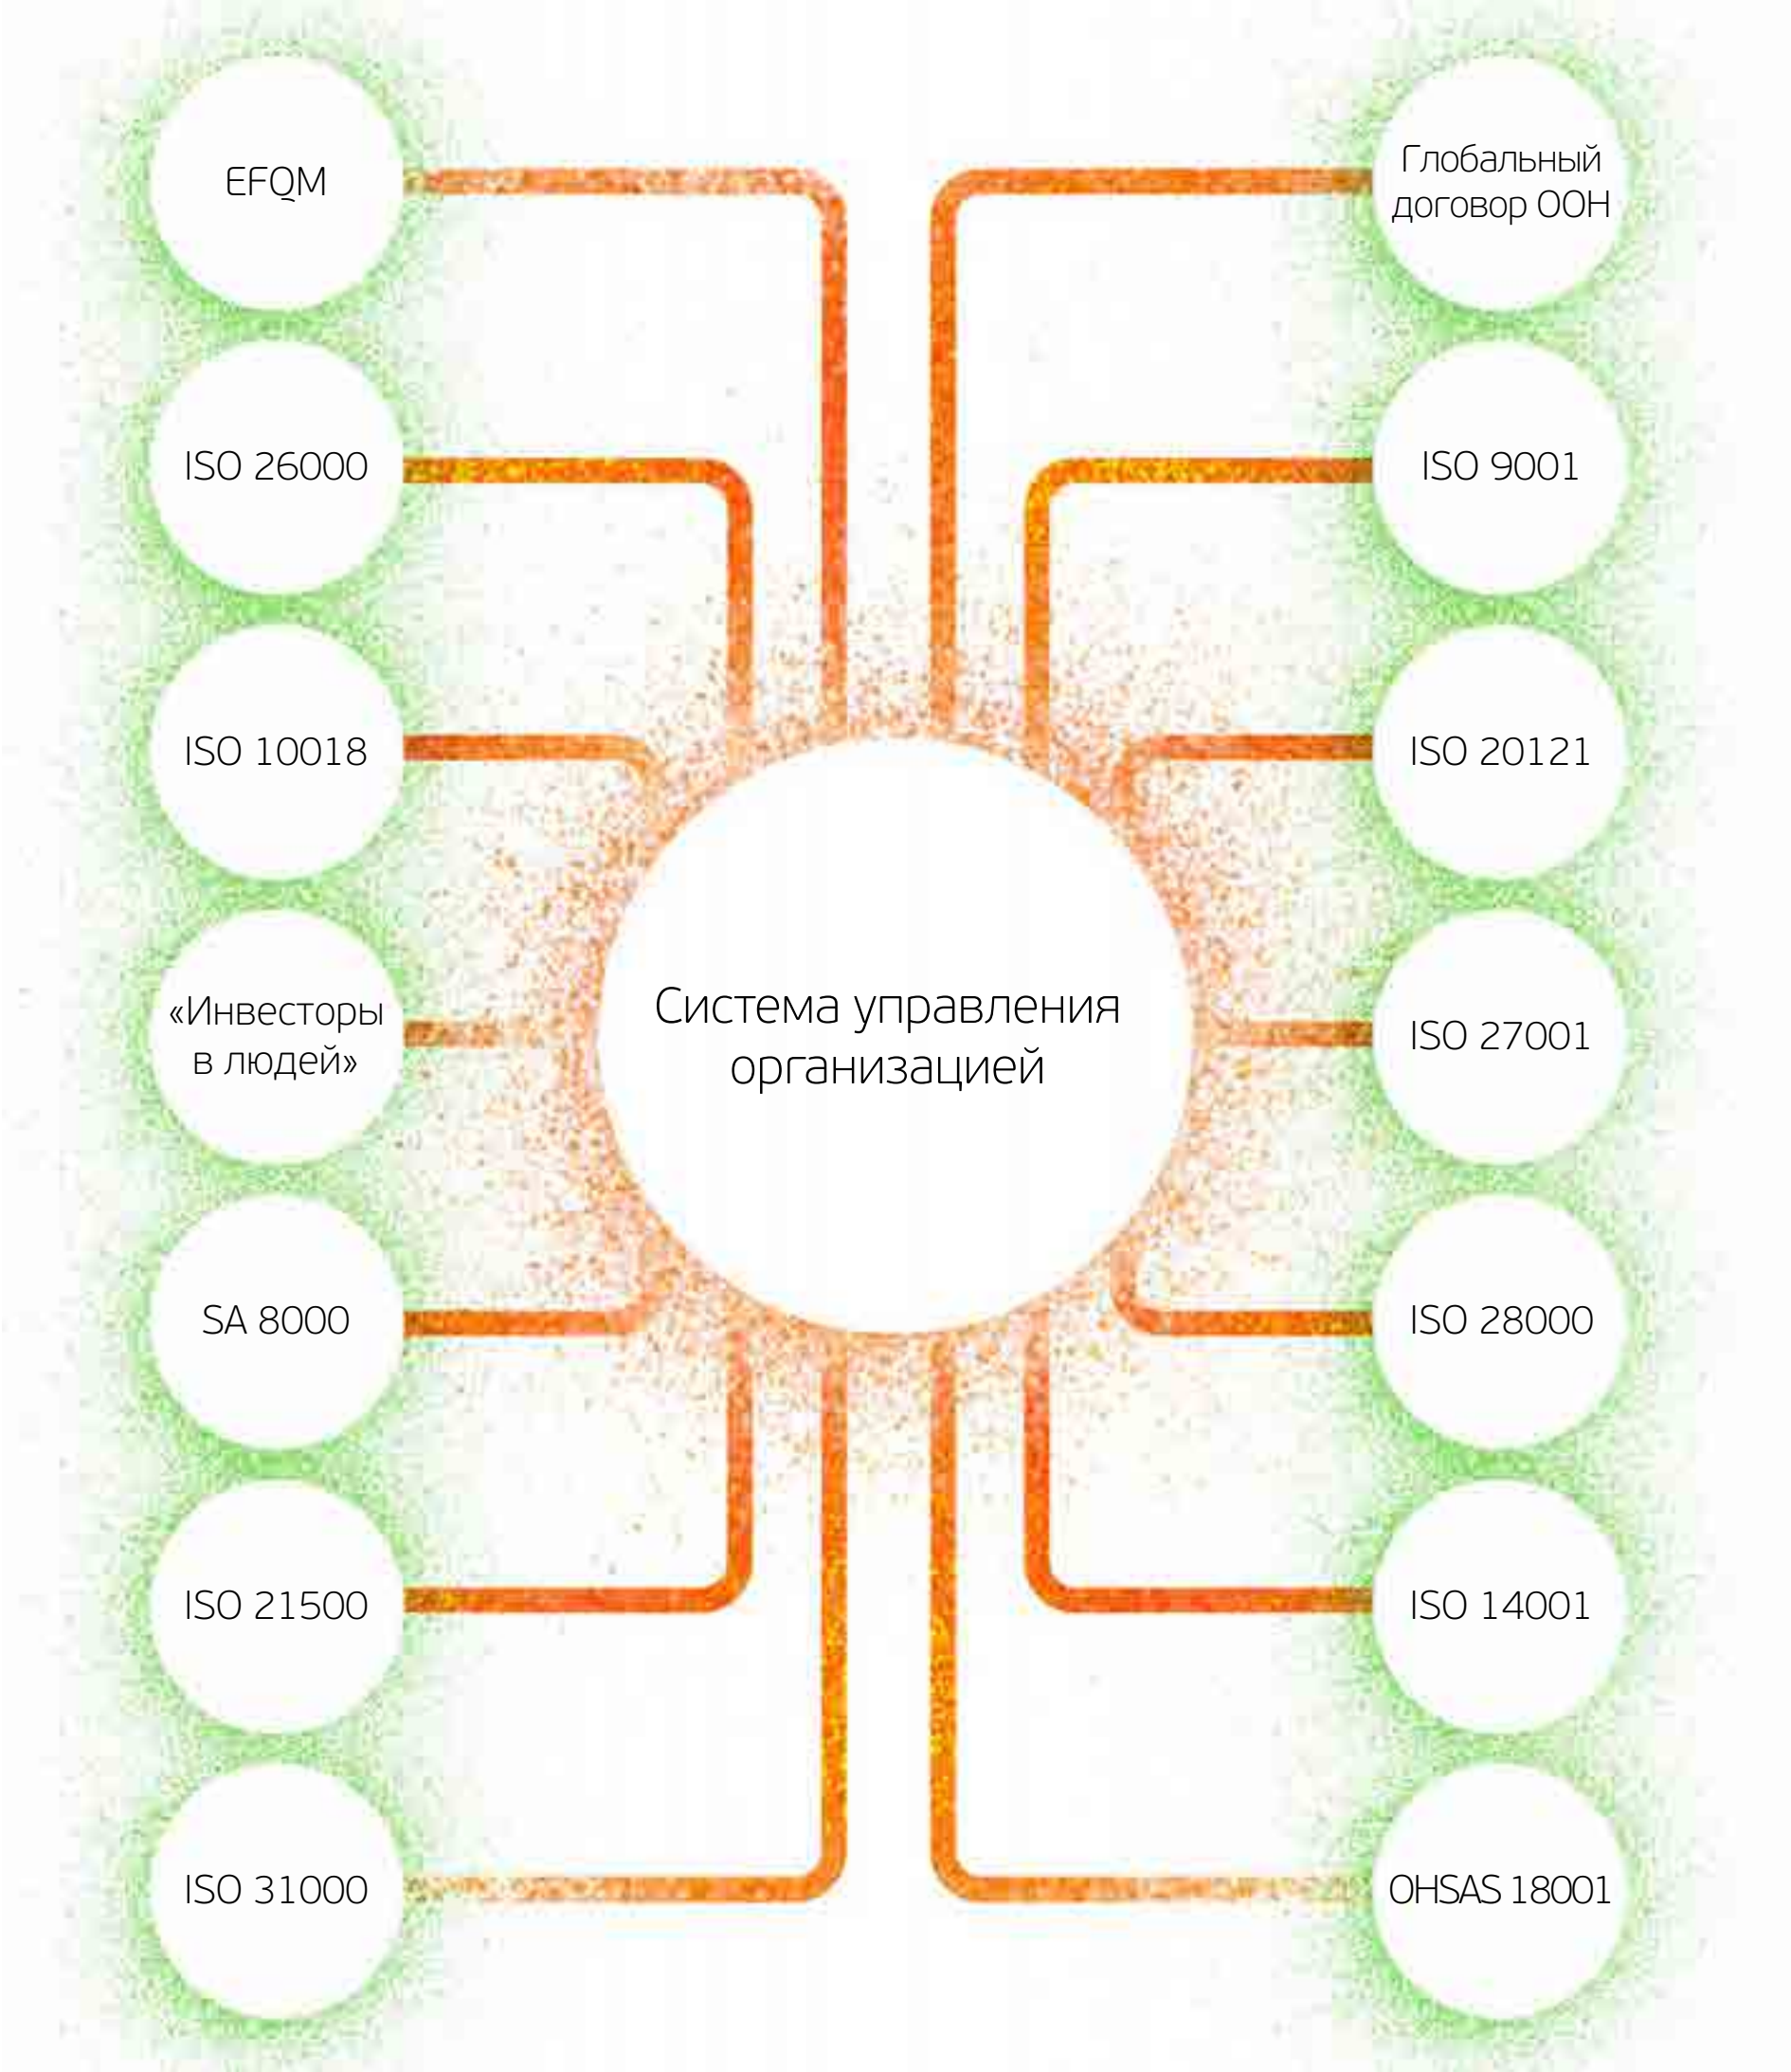 EFQM
ISO 26000
ISO 10018
«Инвесторы
в людей»
SA 8000
ISO 21500
ISO 31000
Система управления
организацией
Глобальный
договор ООН
ISO 9001
ISO 20121
ISO 27001
ISO 28000
ISO 14001
OHSAS 18001